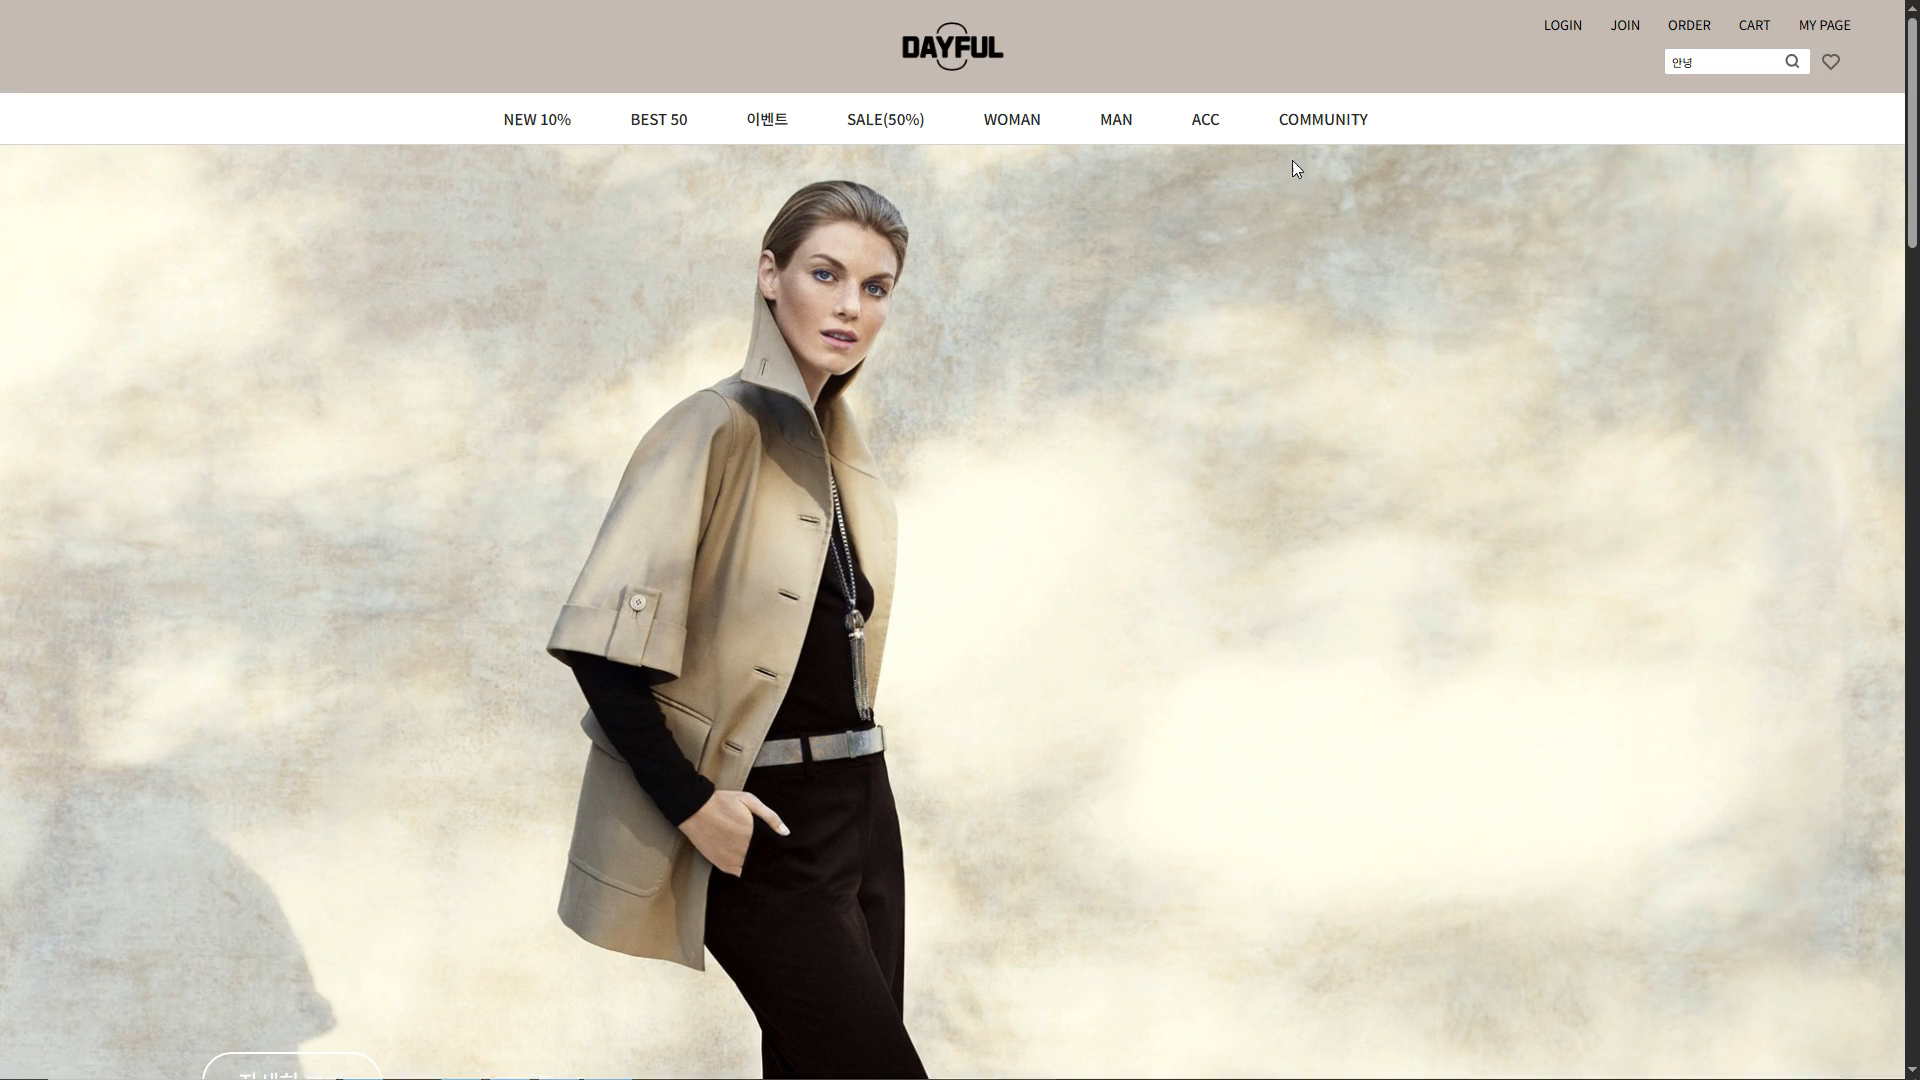 LOGIN JOIN ORDER CART MY PAGE
DAYFUL
안녕
NEW 10% BEST 50 이벤트 SALE(50%) WOMAN MAN ACC COMMUNITY